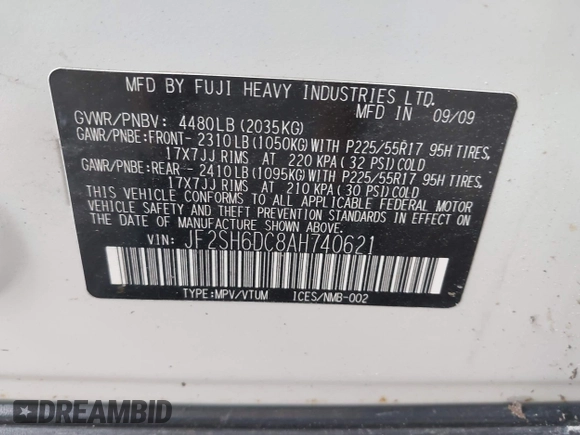 MFD BY FUJI HEAVY INDUSTRIES LTD.
MFD IN 09/09
GVWR/PNBV: 4480LB (2035KG)
GAWR/PNBE: FRONT- 2310LB(1050KG)WITH P225/55R17 95H TIRES,
17X7JJ RIMS AT 220 KPA(32 PSI)COLD
GAWR/PNBE: REAR - 2410LB(1095KG)WITH P225/55R17 95H TIRES,
17X7JJ RIMS AT 210 KPA(30 PSI)COLD
THIS VEHICLE CONFORMS TO ALL APPLICABLE FEDERAL MOTOR
VEHICLE SAFETY AND THEFT PREVENTION STANDARDS IN EFFECT ON
THE DATE OF MANUFACTURE SHOWN ABOVE.
VIN: JF2SH6DC8AH740621
TYPE:MPV/VTUM ICES/NMB-002
DREAMBID